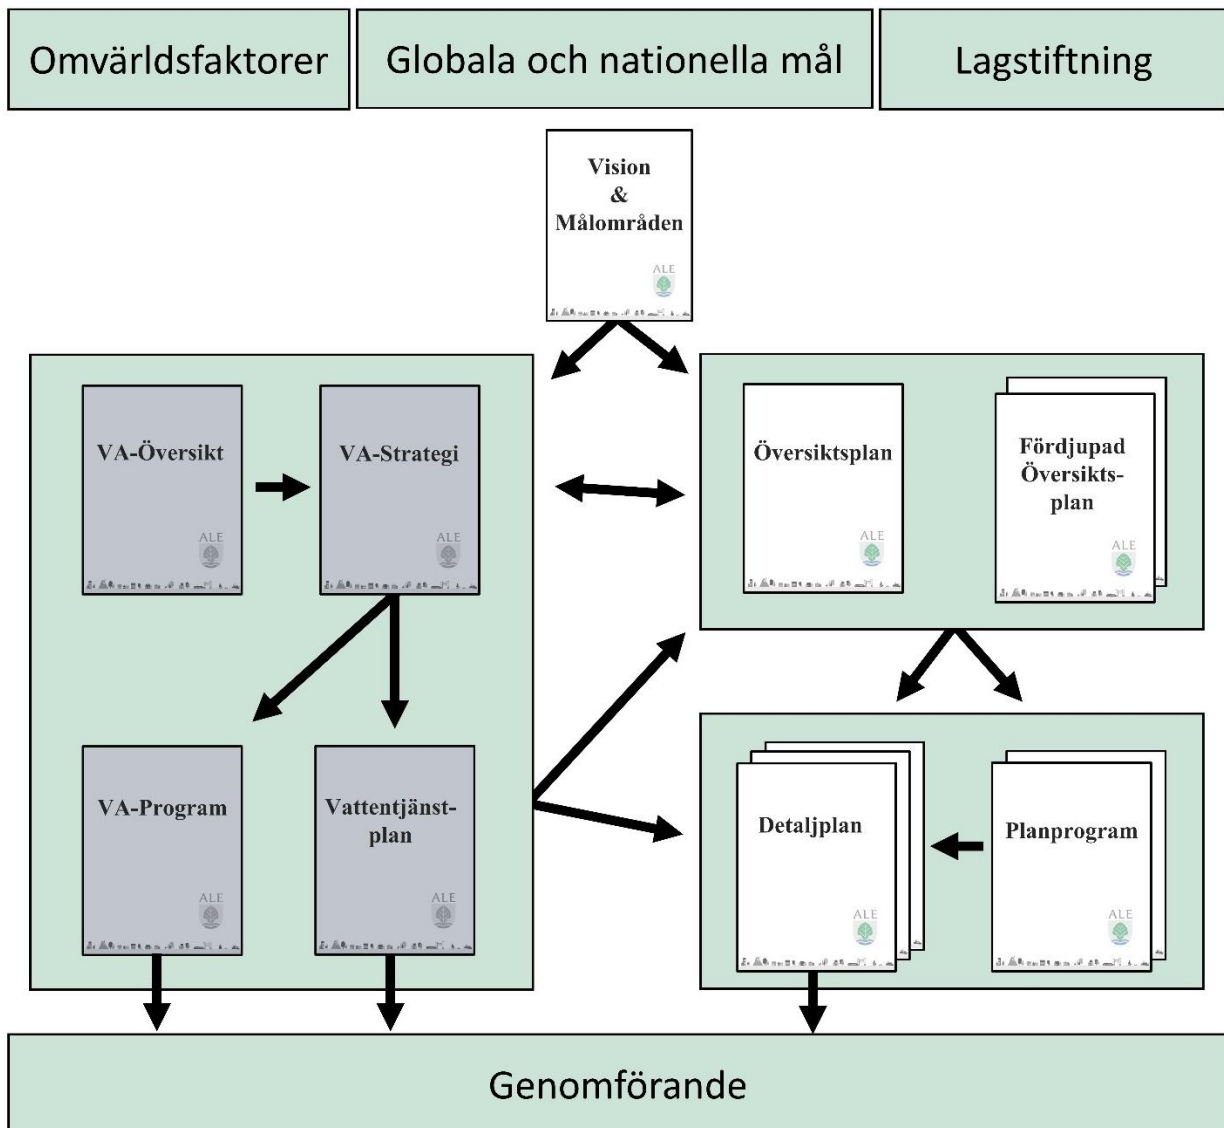 Omvärldsfaktorer
Globala och nationella mål
Lagstiftning
Vision
&
Målområden
ALE
VA-Översikt
ALE
VA-Strategi
ALE
Översiktsplan
ALE
Fördjupad
Översikts-
plan
ALE
VA-Program
ALE
Vattentjänst-
plan
ALE
Detaljplan
ALE
Planprogram
ALE
Genomförande